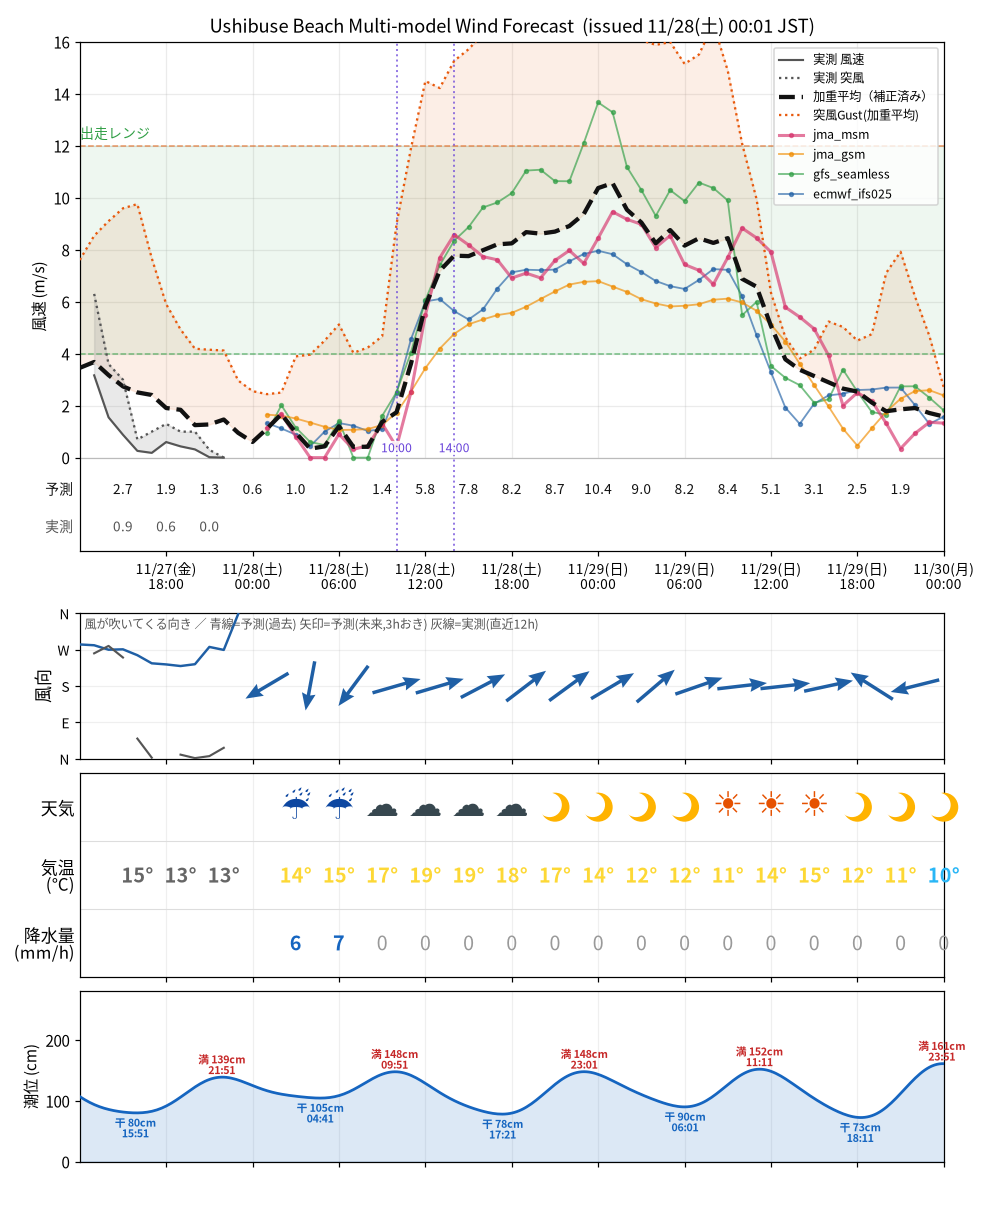 Ushibuse Beach Multi-model Wind Forecast (issued 11/28(土) 00:01 JST)
16
14
12
10
8
6
4
2
0
風速 (m/s)
出走レンジ
実測 風速
実測 突風
加重平均（補正済み）
突風Gust(加重平均)
jma_msm
jma_gsm
gfs_seamless
ecmwf_ifs025
10:00 14:00
予測 2.7 1.9 1.3 0.6 1.0 1.2 1.4 5.8 7.8 8.2 8.7 10.4 9.0 8.2 8.4 5.1 3.1 2.5 1.9
実測 0.9 0.6 0.0
11/27(金) 11/28(土) 11/28(土) 11/28(土) 11/28(土) 11/29(日) 11/29(日) 11/29(日) 11/29(日) 11/30(月)
18:00 00:00 06:00 12:00 18:00 00:00 06:00 12:00 18:00 00:00
風向
N
W
S
E
N
風が吹いてくる向き ／ 青線=予測(過去) 矢印=予測(未来,3hおき) 灰線=実測(直近12h)
天気
気温
(℃)
15° 13° 13° 14° 15° 17° 19° 19° 18° 17° 14° 12° 12° 11° 14° 15° 12° 11° 10°
降水量
(mm/h)
6 7 0 0 0 0 0 0 0 0 0 0 0 0 0 0
潮位 (cm)
200
100
0
満 139cm
21:51
満 148cm
09:51
満 148cm
23:01
満 152cm
11:11
満 161cm
23:51
干 80cm
15:51
干 105cm
04:41
干 78cm
17:21
干 90cm
06:01
干 73cm
18:11